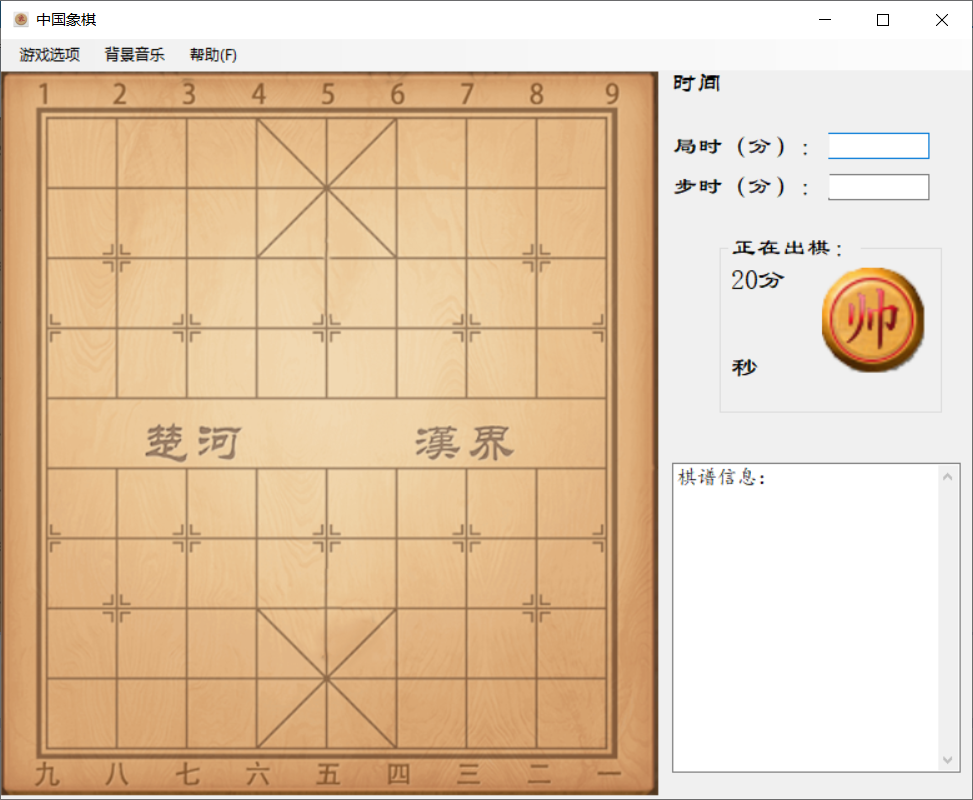 中国象棋
游戏选项 背景音乐 帮助(F)
1 2 3 4 5 6 7 8 9
楚河 漢界
九 八 七 六 五 四 三 二 一
时间
局时（分）：
步时（分）：
正在出棋：
20分
帅
秒
棋谱信息：